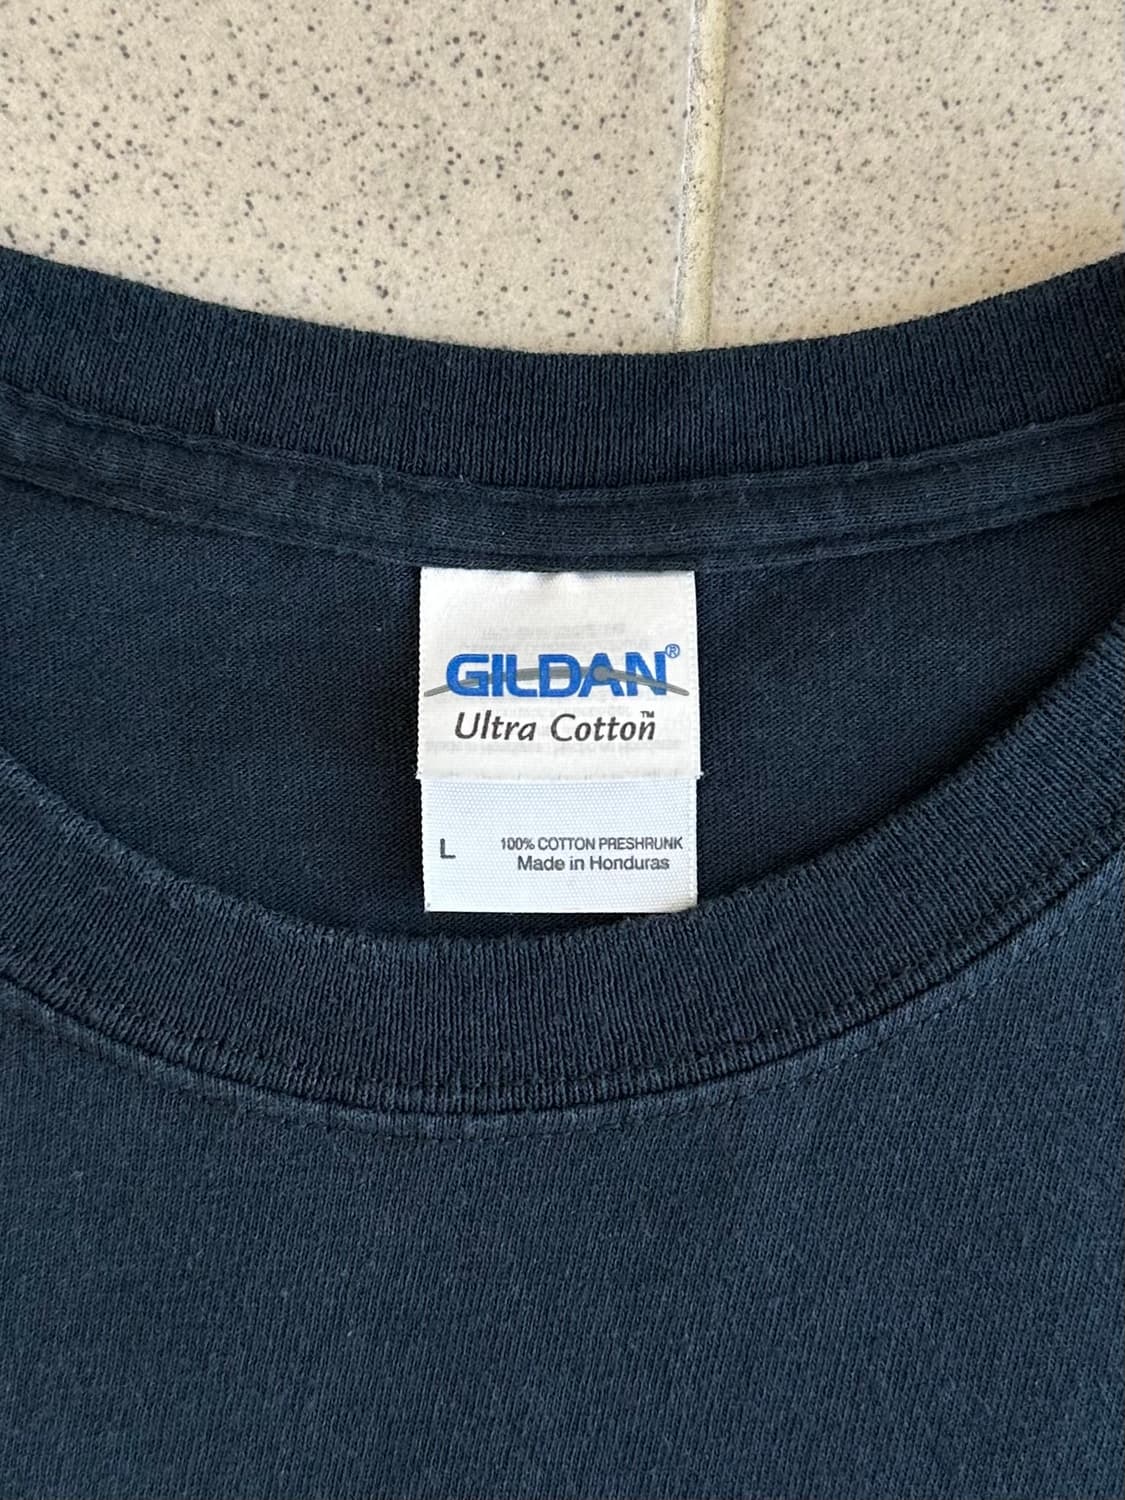 GILDAN®
Ultra Cotton™
L 100% COTTON PRESHRUNK
Made in Honduras